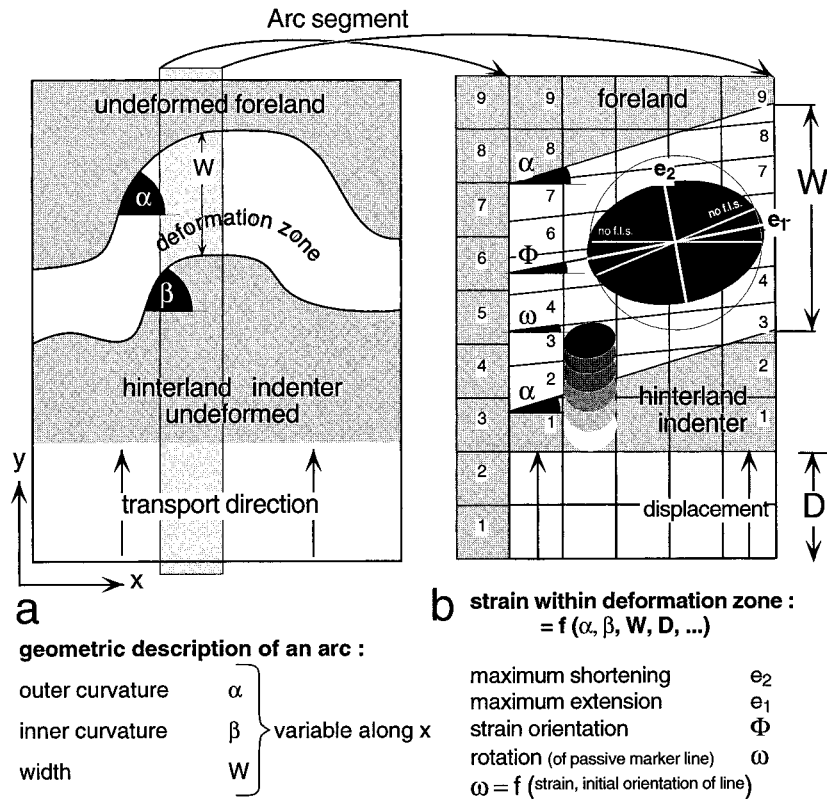 Arc segment
undeformed foreland
W
α
deformation zone
β
hinterland indenter
undeformed
y
transport direction
x
a
geometric description of an arc :
outer curvature α
inner curvature β
width W
variable along x
9 9 foreland 9
8 8 8
α e₂ 7
7 7 no f.l.s. W
6 6 no f.l.s. e₁
Φ
5 5 4
ω 4
4 3 3
α 2 2
3 1 hinterland 1
indenter
2
displacement D
1
b strain within deformation zone :
= f (α, β, W, D, ...)
maximum shortening e₂
maximum extension e₁
strain orientation Φ
rotation (of passive marker line) ω
ω = f (strain, initial orientation of line)